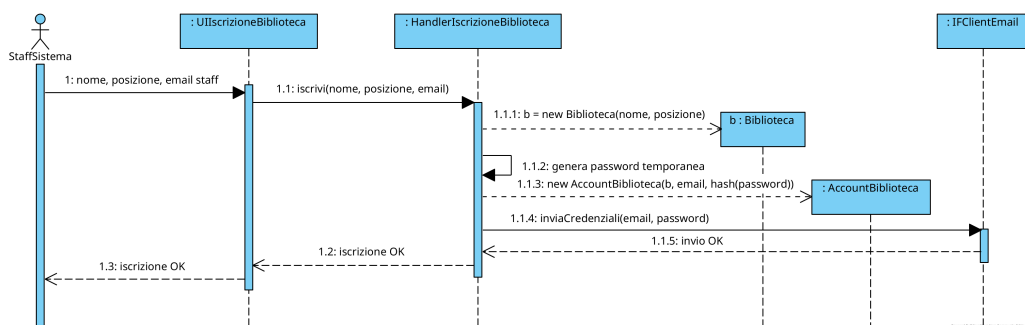 : UIIscrizioneBiblioteca
: HandlerIscrizioneBiblioteca
: IFClientEmail
StaffSistema
1: nome, posizione, email staff
1.1: iscrivi(nome, posizione, email)
1.1.1: b = new Biblioteca(nome, posizione)
b : Biblioteca
1.1.2: genera password temporanea
1.1.3: new AccountBiblioteca(b, email, hash(password))
: AccountBiblioteca
1.1.4: inviaCredenziali(email, password)
1.1.5: invio OK
1.2: iscrizione OK
1.3: iscrizione OK